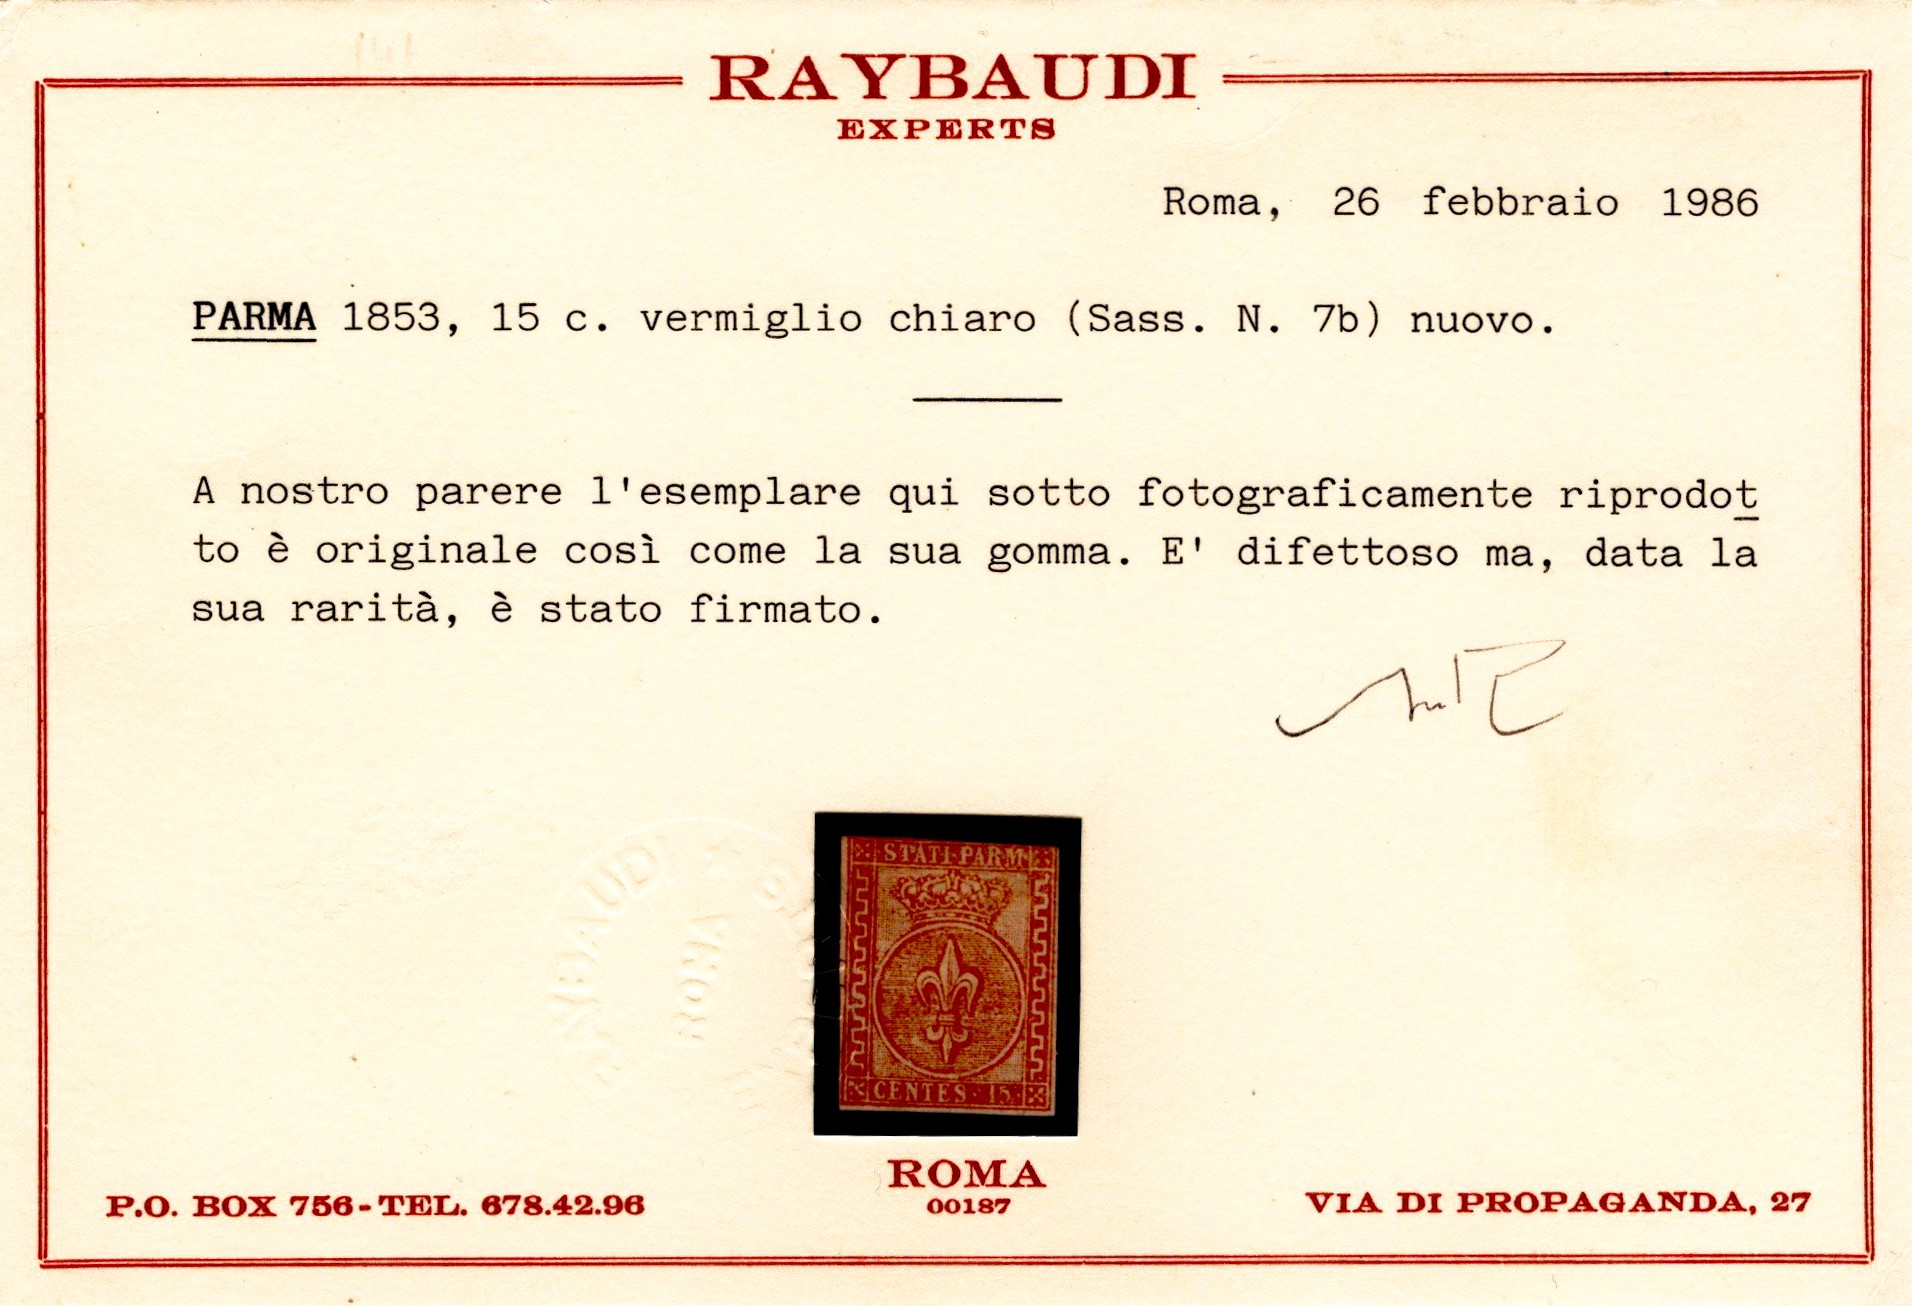 RAYBAUDI
EXPERTS
Roma, 26 febbraio 1986
PARMA 1853, 15 c. vermiglio chiaro (Sass. N. 7b) nuovo.
A nostro parere l'esemplare qui sotto fotograficamente riprodot
to è originale così come la sua gomma. E' difettoso ma, data la
sua rarità, è stato firmato.
RAYBAUDI
ROMA
STATI PARM
CENTES. 15
ROMA
00187
P.O. BOX 756-TEL. 678.42.96
VIA DI PROPAGANDA, 27